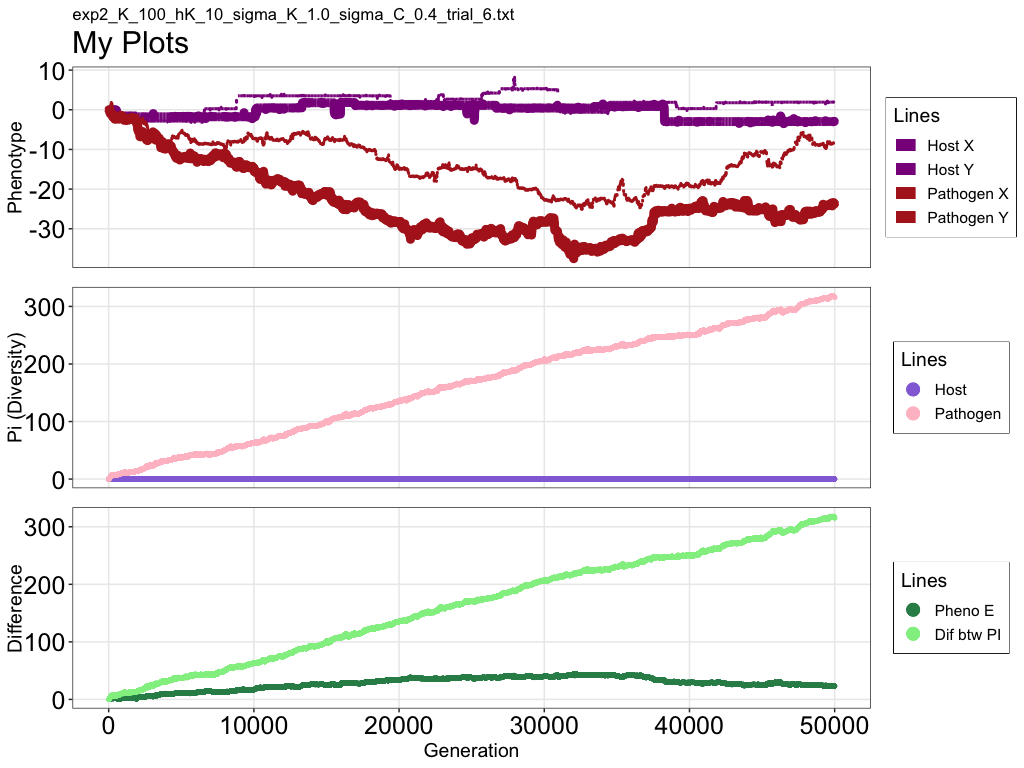 exp2_K_100_hK_10_sigma_K_1.0_sigma_C_0.4_trial_6.txt
My Plots
10
0
-10
-20
-30
Phenotype
Lines
Host X
Host Y
Pathogen X
Pathogen Y
300
200
100
0
Pi (Diversity)
Lines
Host
Pathogen
300
200
100
0
Difference
Lines
Pheno E
Dif btw PI
0 10000 20000 30000 40000 50000
Generation